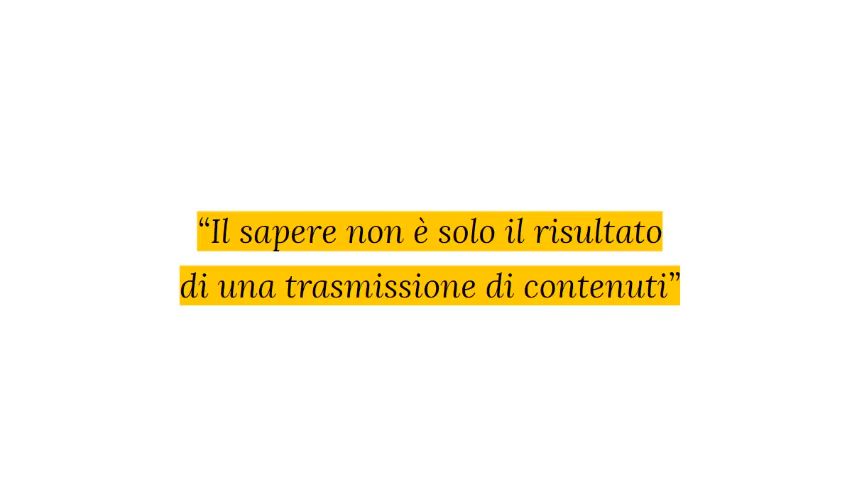 “Il sapere non è solo il risultato
di una trasmissione di contenuti”